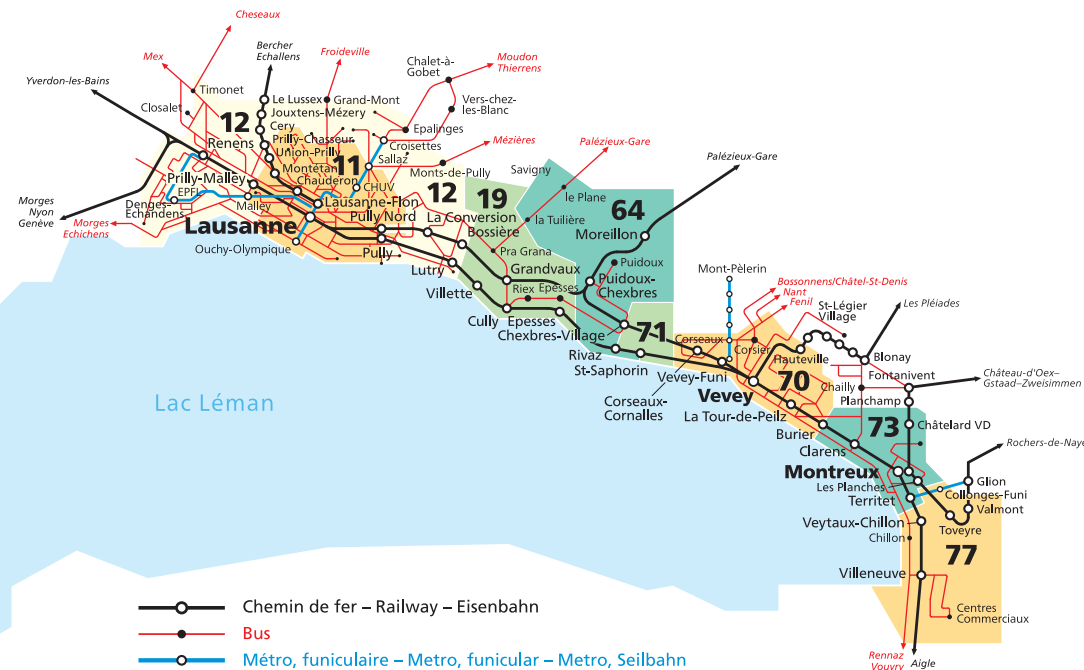 Cheseaux
Mex
Bercher
Echallens
Froideville
Chalet-à-
Gobet
Moudon
Thierrens
Yverdon-les-Bains
Timonet
Closalet
Le Lussex
Grand-Mont
Jouxtens-Mézery
Vers-chez-
les-Blanc
12
Renens
Cery
Prilly-Chasseur
Union-Prilly
Epalinges
Croisettes
Sallaz
Mézières
Palézieux-Gare
Palézieux-Gare
Montétan
11
Monts-de-Pully
Savigny
Prilly-Malley
Chauderon
CHUV
EPFL
Malley
Lausanne-Flon
12
19
le Plane
64
Denges-
Echandens
Morges
Nyon
Genève
Morges
Echichens
Lausanne
Pully Nord
La Conversion
Bossière
la Tuilière
Moreillon
Ouchy-Olympique
Pully
Pra Grana
Puidoux
Lutry
Grandvaux
Puidoux-
Chexbres
Mont-Pèlerin
Villette
Riex
Epesses
Bossonnens/Châtel-St-Denis
Nant
Fenil
Cully
Epesses
Chexbres-Village
71
St-Légier
Village
Les Pléiades
Rivaz
St-Saphorin
Corseaux
Corsier
Hauteville
Blonay
Vevey-Funi
70
Fontanivent
Château-d'Oex–
Gstaad–Zweisimmen
Corseaux-
Cornalles
Vevey
Chailly
Planchamp
Lac Léman
La Tour-de-Peilz
73
Châtelard VD
Burier
Clarens
Rochers-de-Naye
Montreux
Les Planches
Glion
Territet
Collonges-Funi
Valmont
Veytaux-Chillon
Toveyre
Chillon
77
Villeneuve
Centres
Commerciaux
Chemin de fer – Railway – Eisenbahn
Bus
Métro, funiculaire – Metro, funicular – Metro, Seilbahn
Rennaz
Vouvry
Aigle